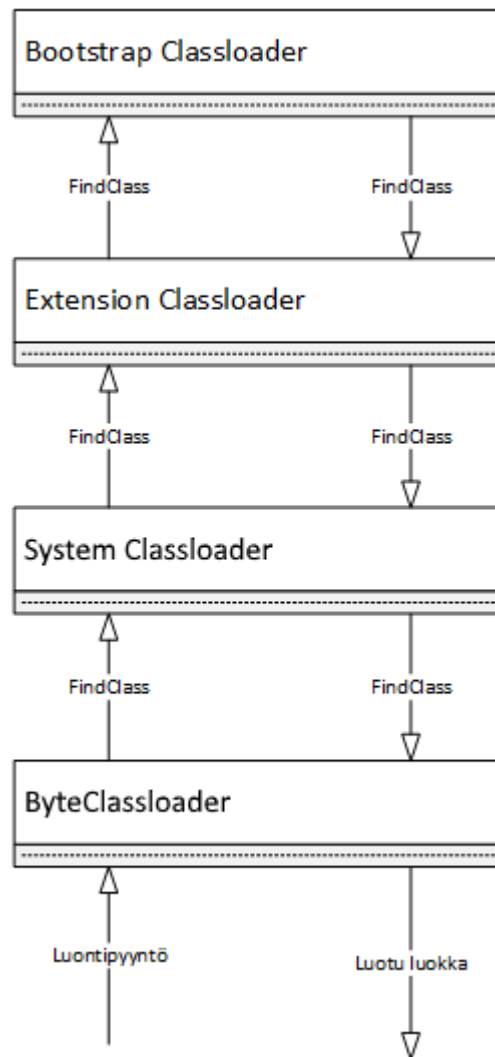 Bootstrap Classloader
FindClass FindClass
Extension Classloader
FindClass FindClass
System Classloader
FindClass FindClass
ByteClassloader
Luontipyyntö Luotu luokka